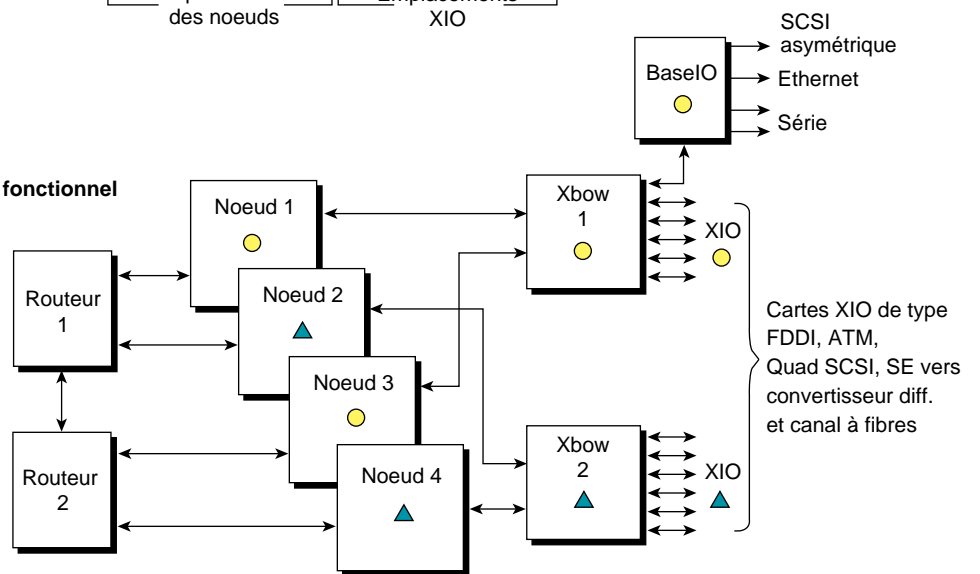 des noeuds
Emplacements
XIO
SCSI
asymétrique
BaseIO
Ethernet
Série
fonctionnel
Noeud 1
Xbow
1
XIO
Noeud 2
Routeur
1
Cartes XIO de type
FDDI, ATM,
Quad SCSI, SE vers
convertisseur diff.
et canal à fibres
Noeud 3
Routeur
2
Noeud 4
Xbow
2
XIO